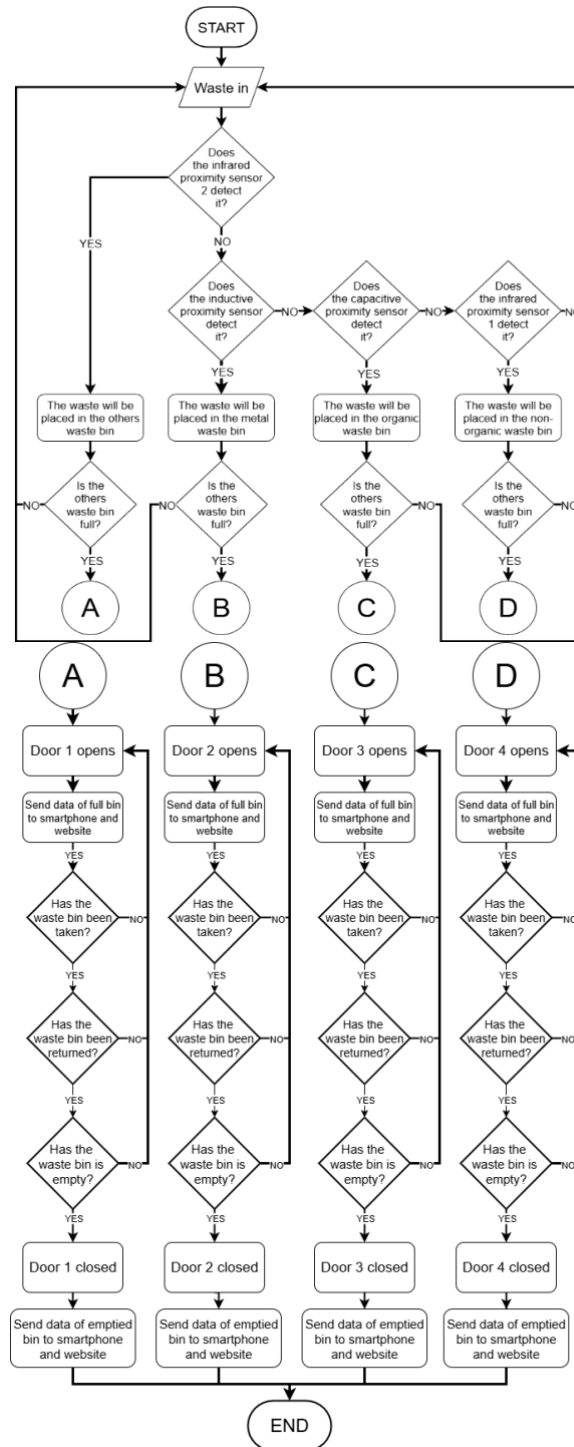 START
Waste in
Does
the infrared
proximity sensor
2 detect
it?
YES
NO
Does
the inductive
proximity sensor
detect
it?
NO
Does
the capacitive
proximity sensor
detect
it?
NO
Does
the infrared
proximity sensor
1 detect
it?
NO
YES
YES
YES
The waste will be
placed in the others
waste bin
The waste will be
placed in the metal
waste bin
The waste will be
placed in the organic
waste bin
The waste will be
placed in the non-
organic waste bin
NO
Is the
others
waste bin
full?
NO
Is the
others
waste bin
full?
Is the
others
waste bin
full?
NO
Is the
others
waste bin
full?
NO
YES
YES
YES
YES
A
B
C
D
A
B
C
D
Door 1 opens
Door 2 opens
Door 3 opens
Door 4 opens
Send data of full bin
to smartphone and
website
Send data of full bin
to smartphone and
website
Send data of full bin
to smartphone and
website
Send data of full bin
to smartphone and
website
YES
YES
YES
YES
Has the
waste bin been
taken?
NO
Has the
waste bin been
taken?
NO
Has the
waste bin been
taken?
NO
Has the
waste bin been
taken?
NO
YES
YES
YES
YES
Has the
waste bin been
returned?
NO
Has the
waste bin been
returned?
NO
Has the
waste bin been
returned?
NO
Has the
waste bin been
returned?
NO
YES
YES
YES
YES
Has the
waste bin is
empty?
NO
Has the
waste bin is
empty?
NO
Has the
waste bin is
empty?
NO
Has the
waste bin is
empty?
NO
YES
YES
YES
YES
Door 1 closed
Door 2 closed
Door 3 closed
Door 4 closed
Send data of emptied
bin to smartphone
and website
Send data of emptied
bin to smartphone
and website
Send data of emptied
bin to smartphone
and website
Send data of emptied
bin to smartphone
and website
END